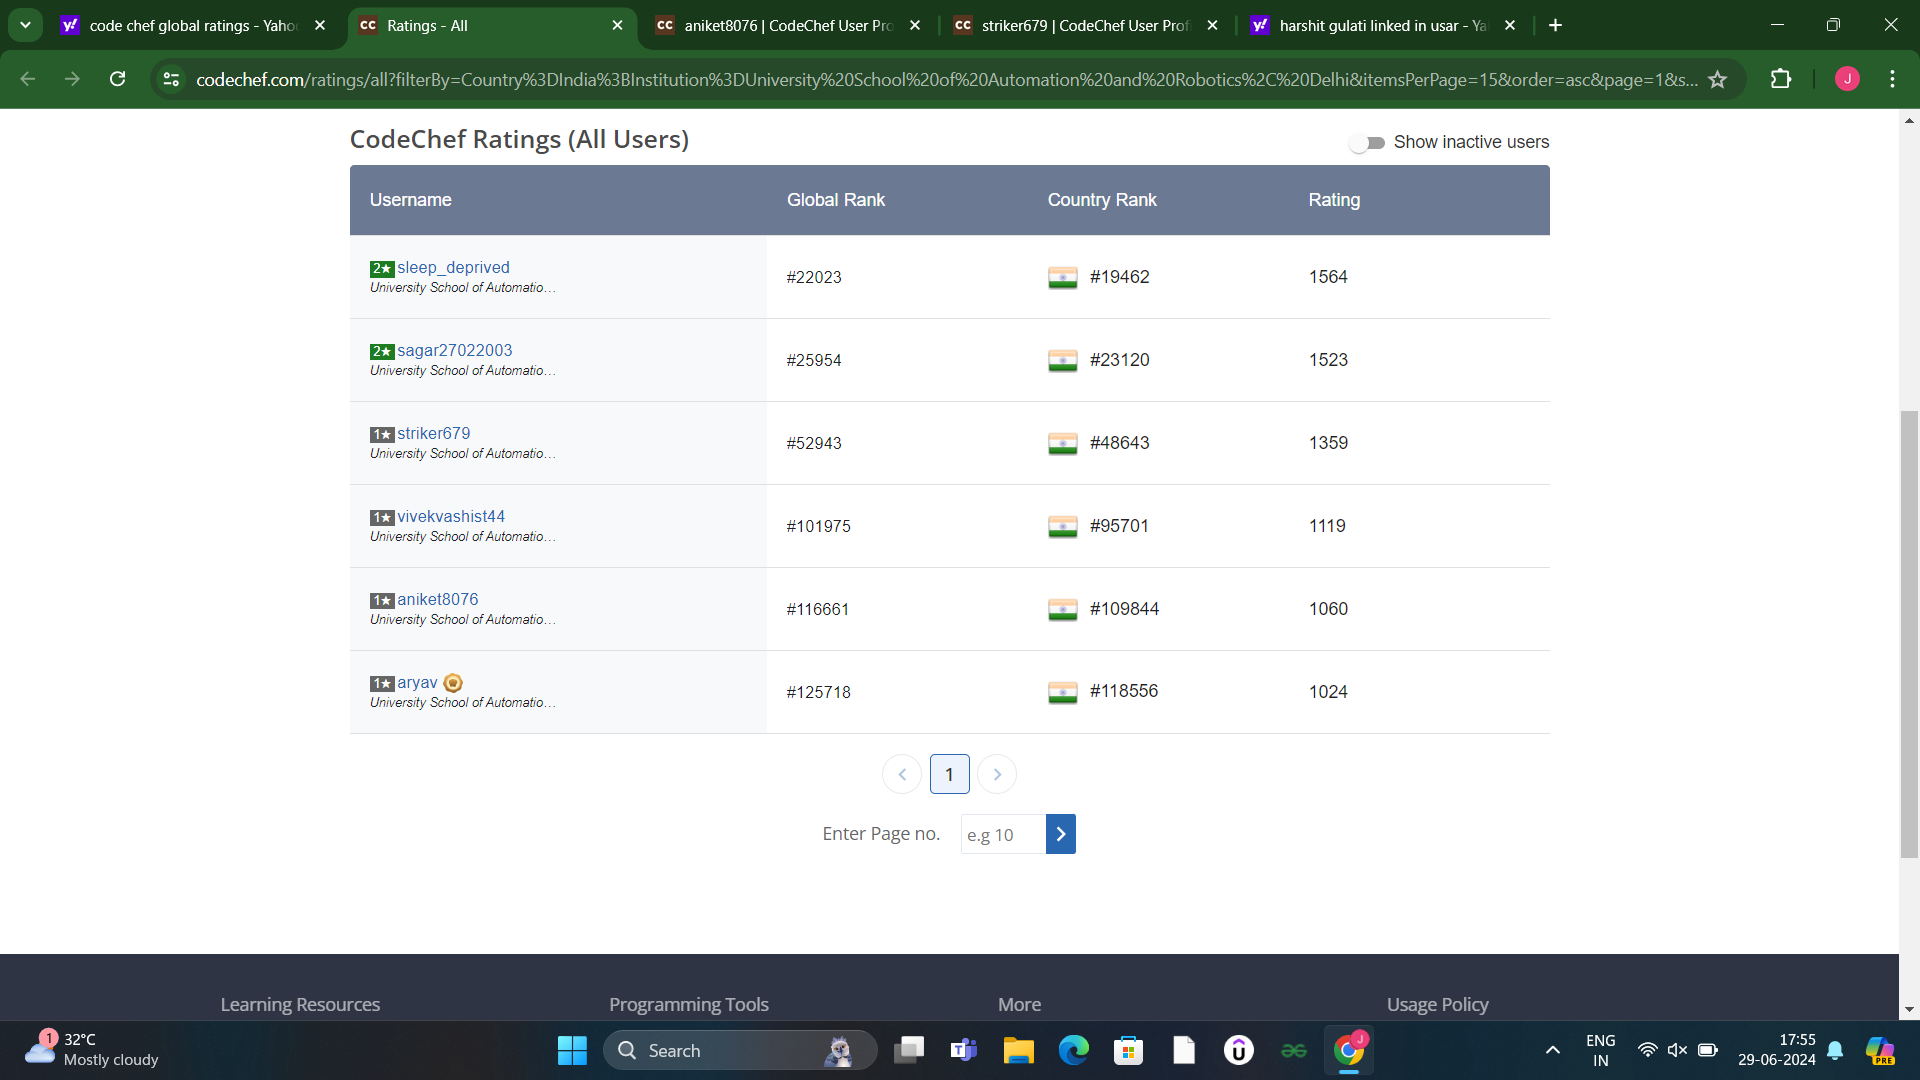 code chef global ratings - Yahoo
Ratings - All
aniket8076 | CodeChef User Pro
striker679 | CodeChef User Profi
harshit gulati linked in usar - Ya
codechef.com/ratings/all?filterBy=Country%3DIndia%3BInstitution%3DUniversity%20School%20of%20Automation%20and%20Robotics%2C%20Delhi&itemsPerPage=15&order=asc&page=1&s...
J
CodeChef Ratings (All Users)
Show inactive users
Username Global Rank Country Rank Rating
2★ sleep_deprived
University School of Automatio...
#22023 #19462 1564
2★ sagar27022003
University School of Automatio...
#25954 #23120 1523
1★ striker679
University School of Automatio...
#52943 #48643 1359
1★ vivekvashist44
University School of Automatio...
#101975 #95701 1119
1★ aniket8076
University School of Automatio...
#116661 #109844 1060
1★ aryav
University School of Automatio...
#125718 #118556 1024
1
Enter Page no. e.g 10
Learning Resources Programming Tools More Usage Policy
1
32°C
Mostly cloudy
Search
J
ENG
IN
17:55
29-06-2024
PRE